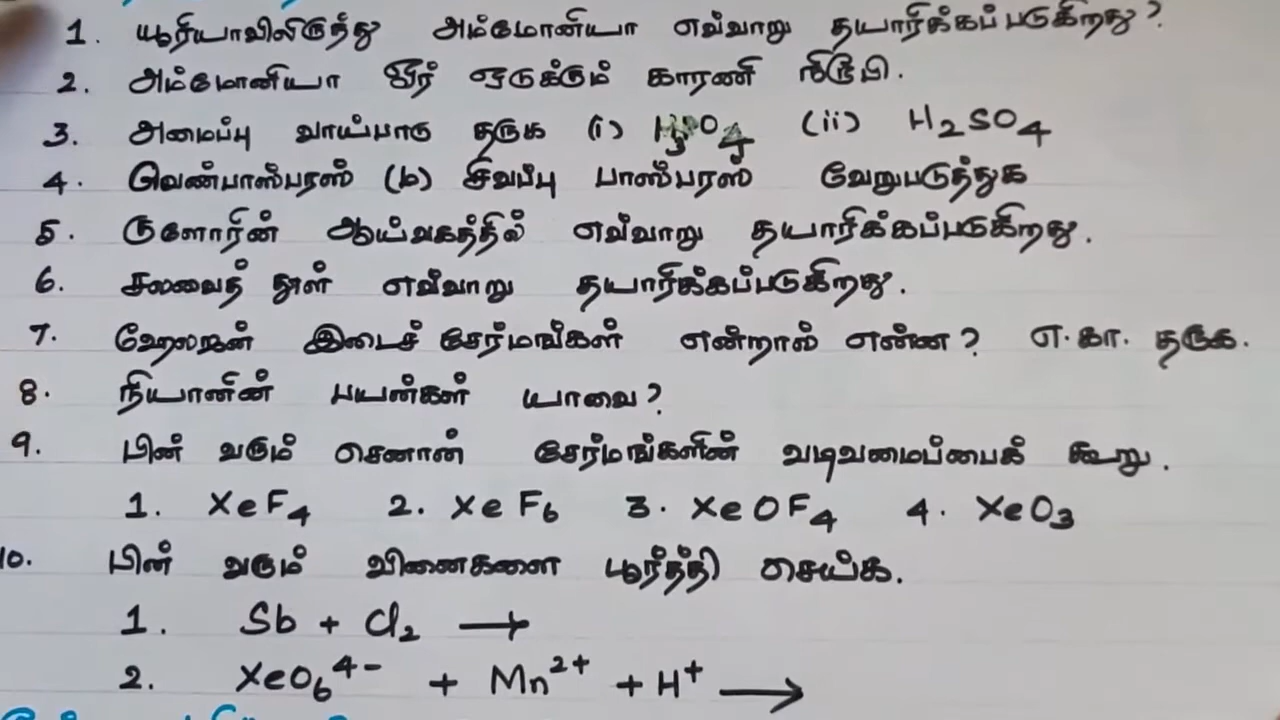 1. யூரியாவிலிருந்து அம்மோனியா எவ்வாறு தயாரிக்கப் படுகிறது?
2. அம்மோனியா ஓர் ஒடுக்கும் காரணி நிரூபி.
3. அமைப்பு வாய்பாடு தருக (i) H3PO4 (ii) H2SO4
4. வெண்பாஸ்பரஸ் (ம) சிவப்பு பாஸ்பரஸ் வேறுபடுத்துக
5. குளோரின் ஆய்வகத்தில் எவ்வாறு தயாரிக்கப்படுகிறது.
6. சலவைத் தூள் எவ்வாறு தயாரிக்கப்படுகிறது.
7. ஹேலஜன் இடைச் சேர்மங்கள் என்றால் என்ன? எ.கா. தருக.
8. நியானின் பயன்கள் யாவை?
9. பின் வரும் செனான் சேர்மங்களின் வடிவமைப்பைக் கூறு.
1. XeF4 2. XeF6 3. XeOF4 4. XeO3
10. பின் வரும் வினைகளை பூர்த்தி செய்க.
1. Sb + Cl2 ⟶
2. XeO6^4- + Mn^2+ + H^+ ⟶